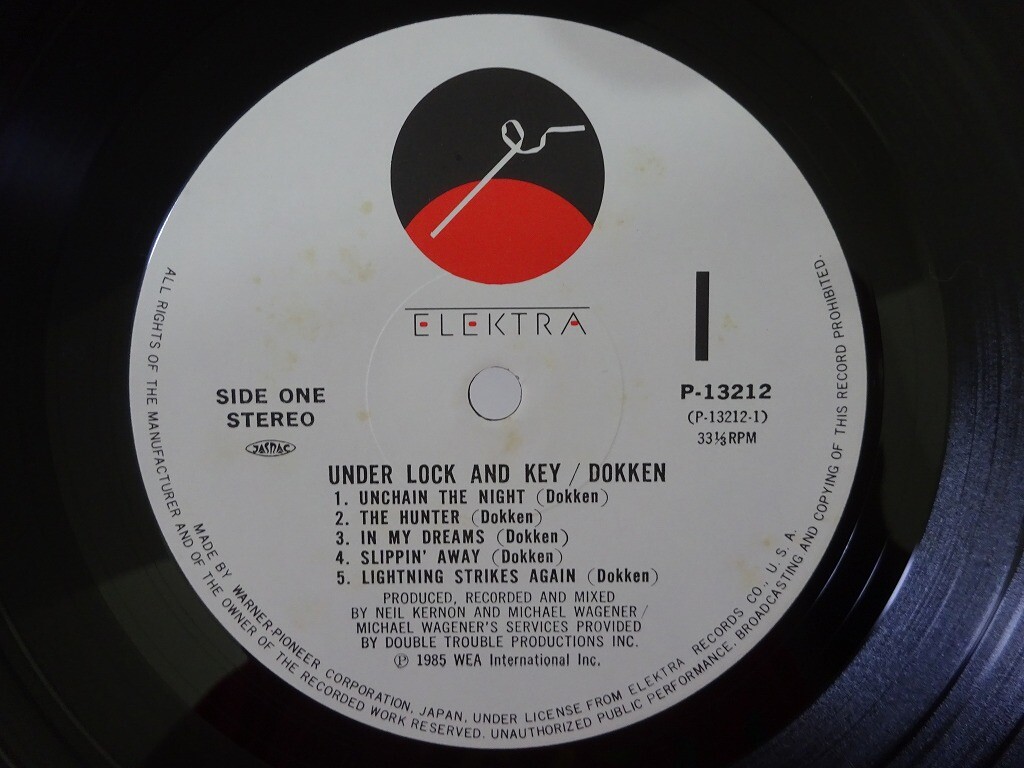 ELEKTRA
I
SIDE ONE
STEREO
JASRAC
P-13212
(P-13212-1)
33⅓RPM
UNDER LOCK AND KEY / DOKKEN
1. UNCHAIN THE NIGHT (Dokken)
2. THE HUNTER (Dokken)
3. IN MY DREAMS (Dokken)
4. SLIPPIN' AWAY (Dokken)
5. LIGHTNING STRIKES AGAIN (Dokken)
PRODUCED, RECORDED AND MIXED
BY NEIL KERNON AND MICHAEL WAGENER/
MICHAEL WAGENER'S SERVICES PROVIDED
BY DOUBLE TROUBLE PRODUCTIONS INC.
℗ 1985 WEA International Inc.
MADE BY WARNER-PIONEER CORPORATION, JAPAN, UNDER LICENSE FROM ELEKTRA RECORDS CO., U. S. A.
ALL RIGHTS OF THE MANUFACTURER AND OF THE OWNER OF THE RECORDED WORK RESERVED. UNAUTHORIZED PUBLIC PERFORMANCE, BROADCASTING AND COPYING OF THIS RECORD PROHIBITED.